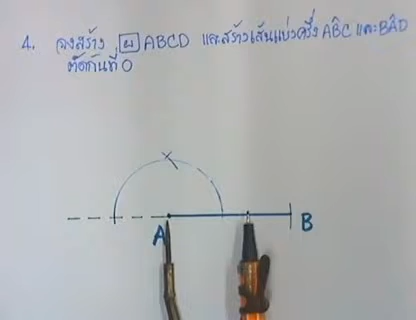 4. จงสร้าง ▱ ผ ABCD และสร้างเส้นแบ่งครึ่ง AB̂C และ BÂD
ตัดกันที่ O
A
B